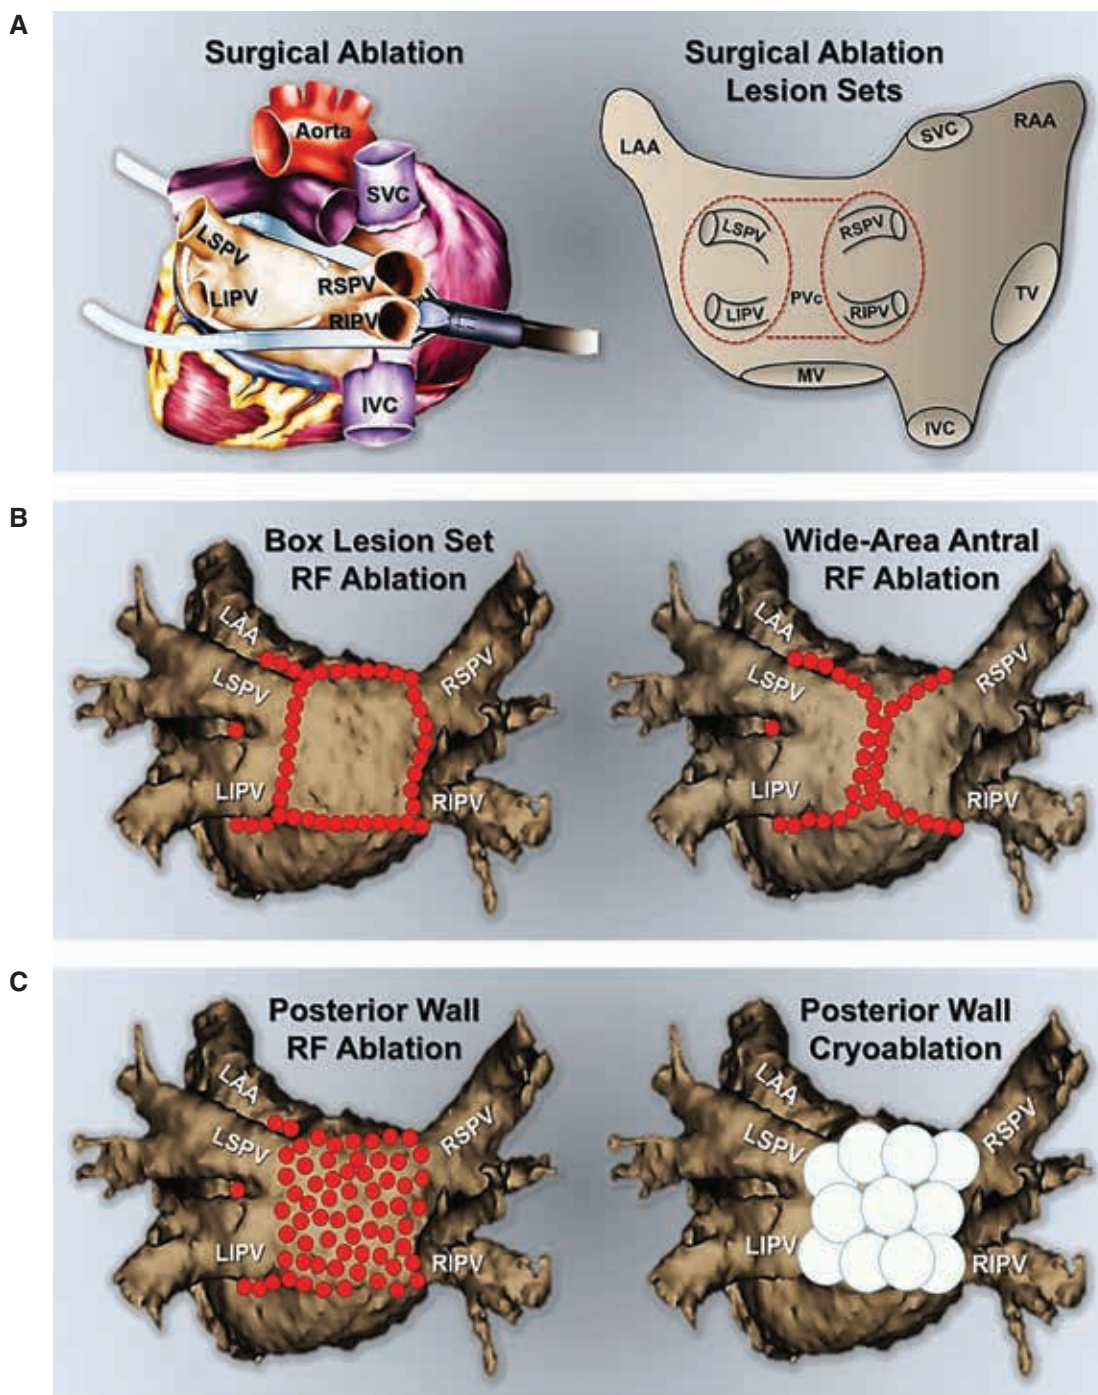 A
Surgical Ablation
Aorta
SVC
LSPV
LIPV
RSPV
RIPV
IVC
Surgical Ablation
Lesion Sets
LAA
SVC
RAA
LSPV
RSPV
PVc
LIPV
RIPV
TV
MV
IVC
B
Box Lesion Set
RF Ablation
LAA
LSPV
RSPV
LIPV
RIPV
Wide-Area Antral
RF Ablation
LAA
LSPV
RSPV
LIPV
RIPV
C
Posterior Wall
RF Ablation
LAA
LSPV
RSPV
LIPV
RIPV
Posterior Wall
Cryoablation
LAA
LSPV
RSPV
LIPV
RIPV